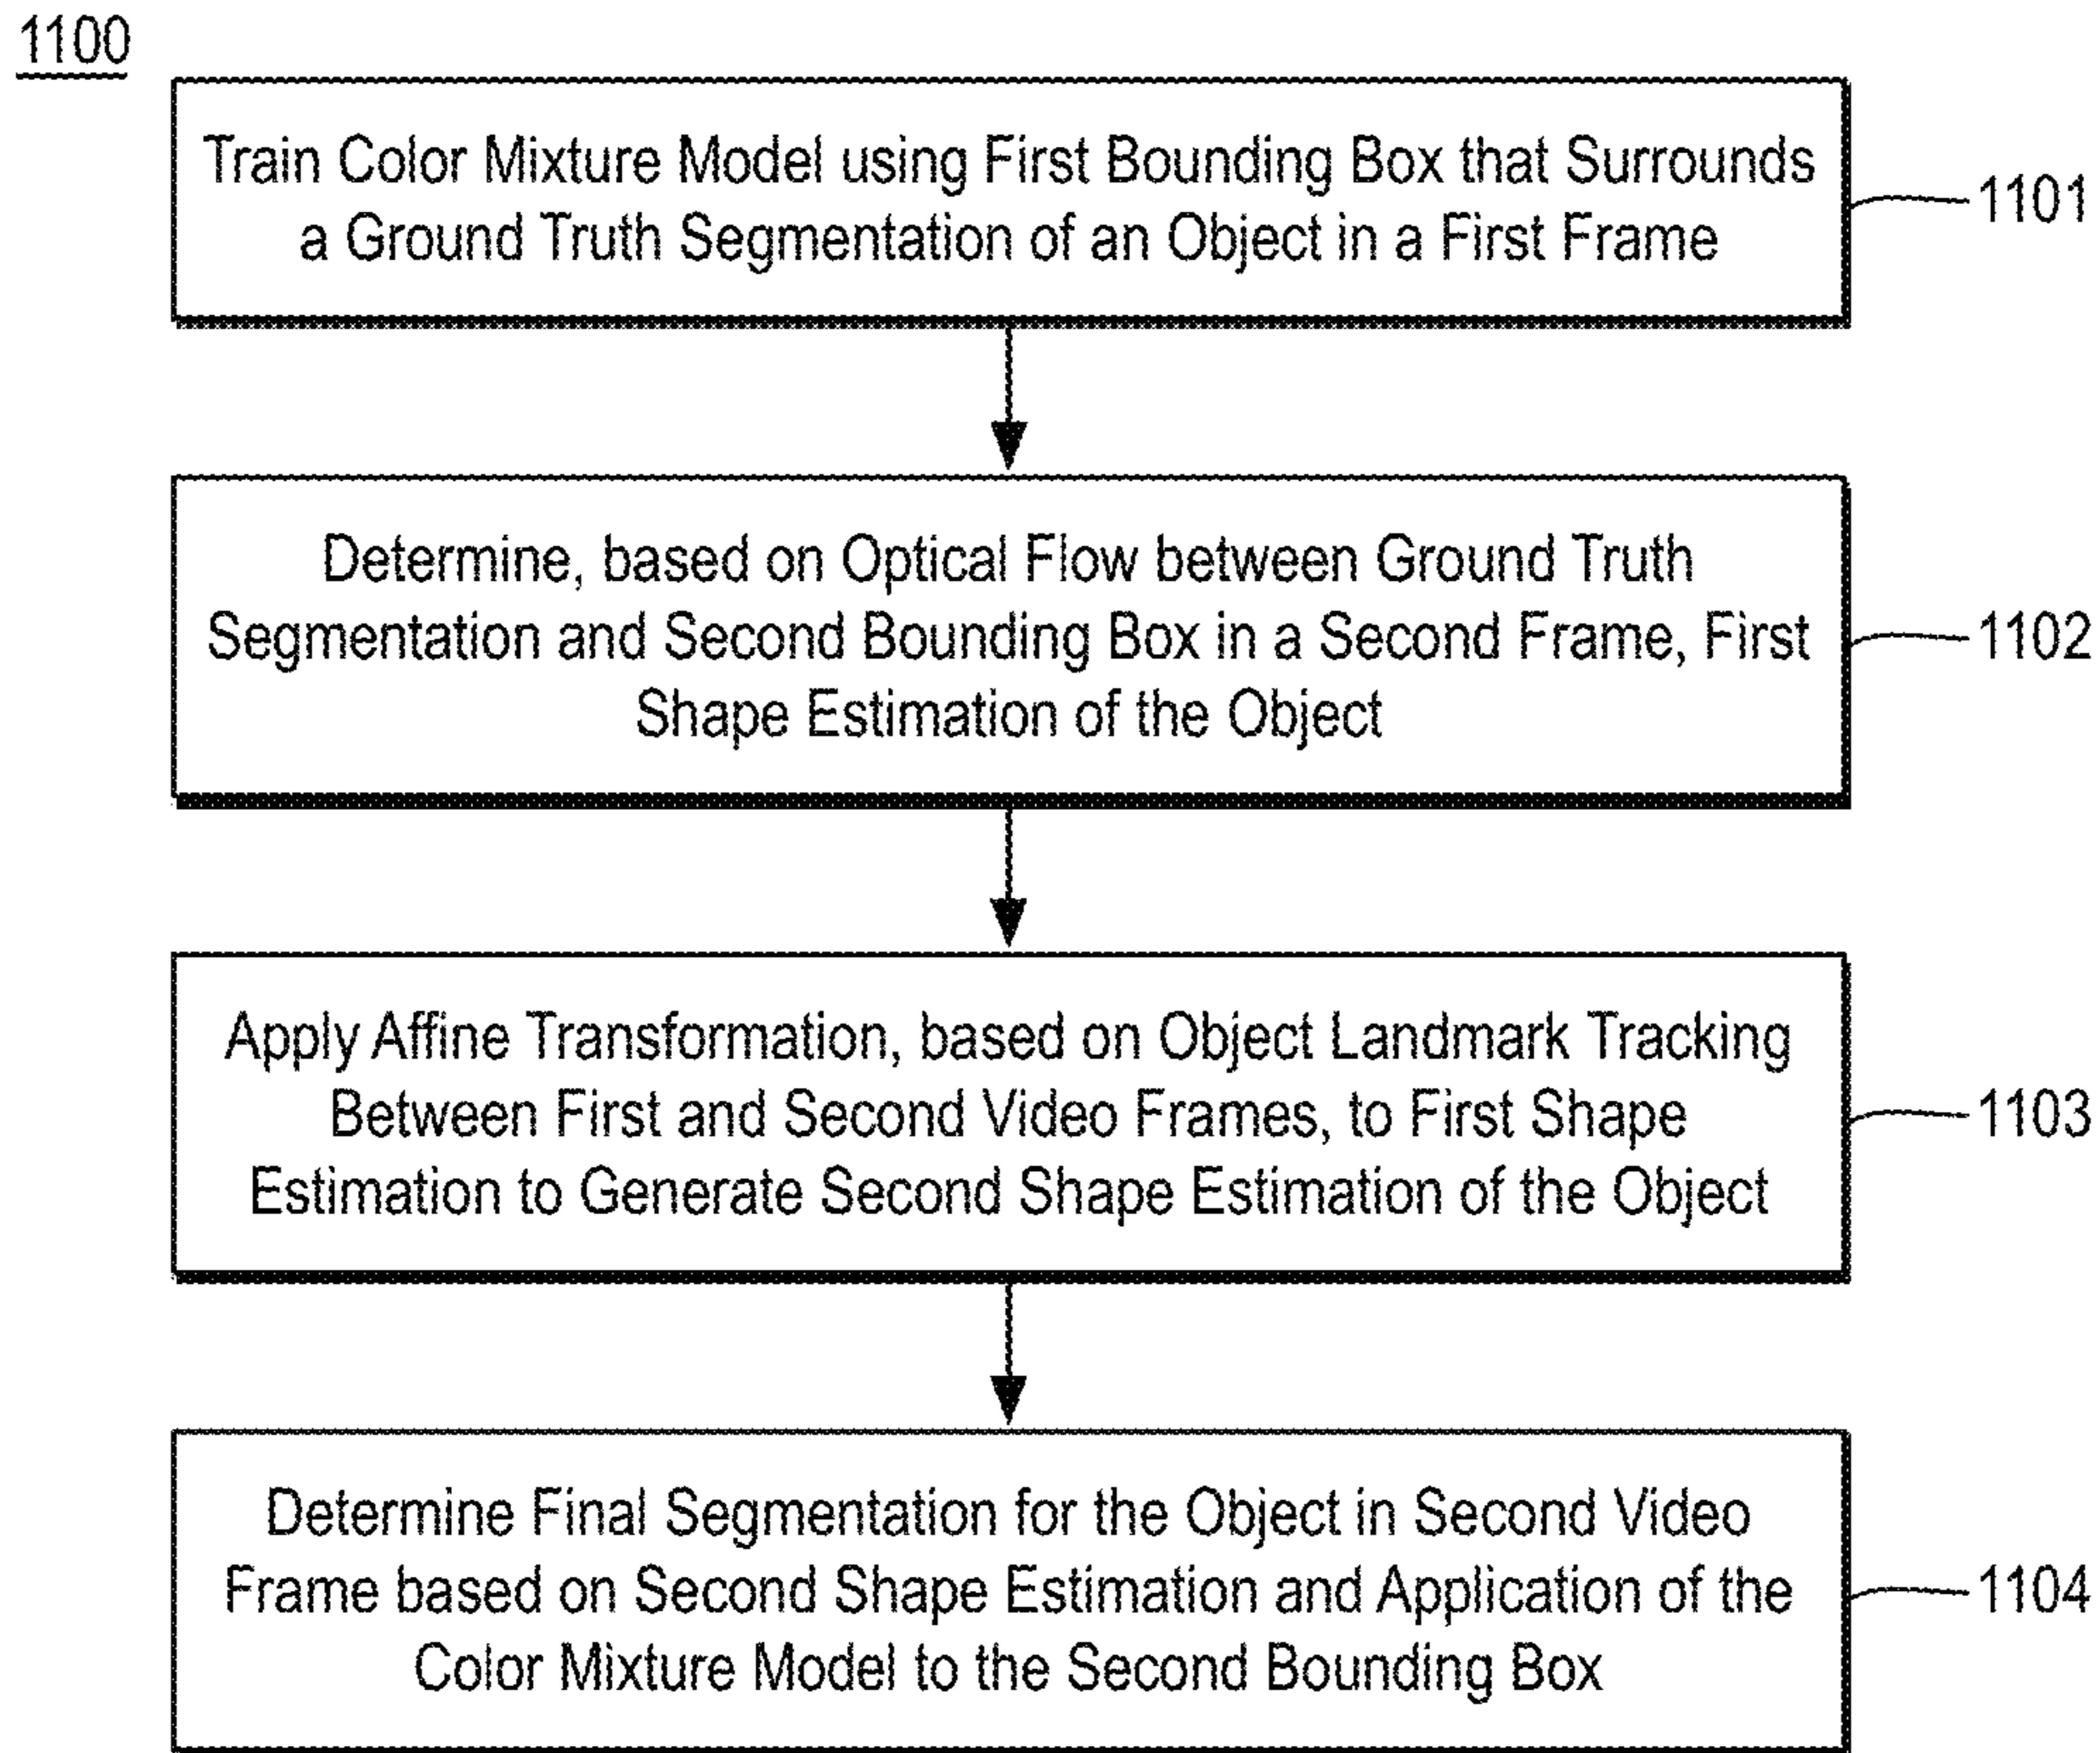 1100
Train Color Mixture Model using First Bounding Box that Surrounds
a Ground Truth Segmentation of an Object in a First Frame
1101
Determine, based on Optical Flow between Ground Truth
Segmentation and Second Bounding Box in a Second Frame, First
Shape Estimation of the Object
1102
Apply Affine Transformation, based on Object Landmark Tracking
Between First and Second Video Frames, to First Shape
Estimation to Generate Second Shape Estimation of the Object
1103
Determine Final Segmentation for the Object in Second Video
Frame based on Second Shape Estimation and Application of the
Color Mixture Model to the Second Bounding Box
1104